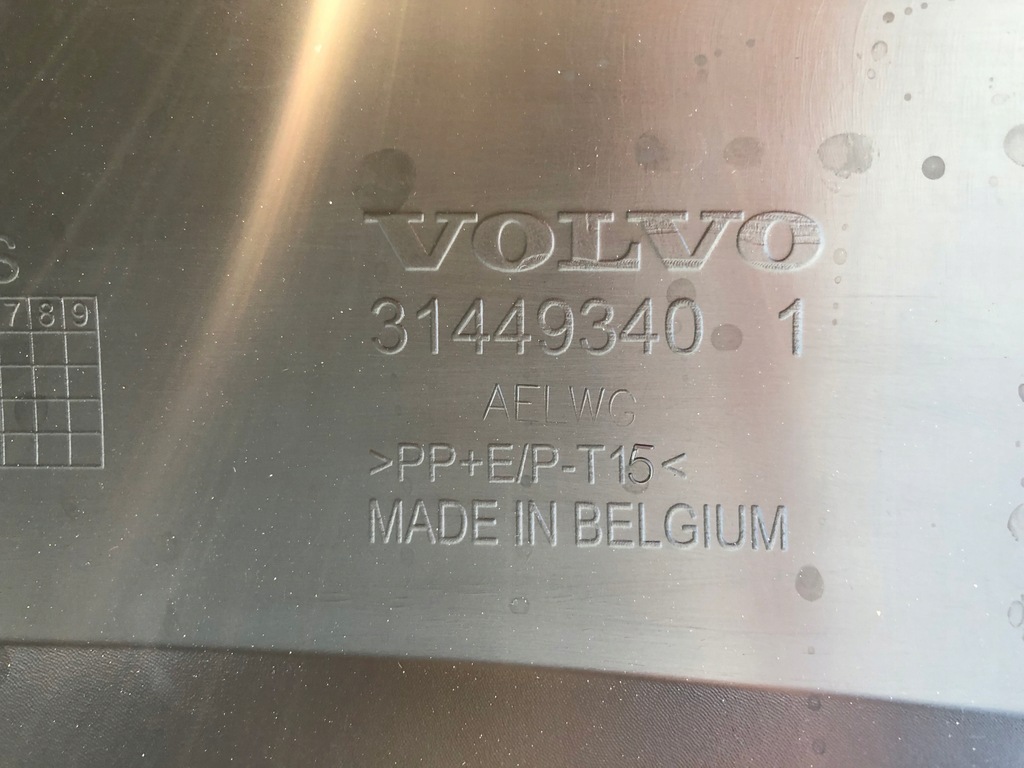 S
7 8 9
VOLVO
31449340 1
AELWG
>PP+E/P-T15<
MADE IN BELGIUM